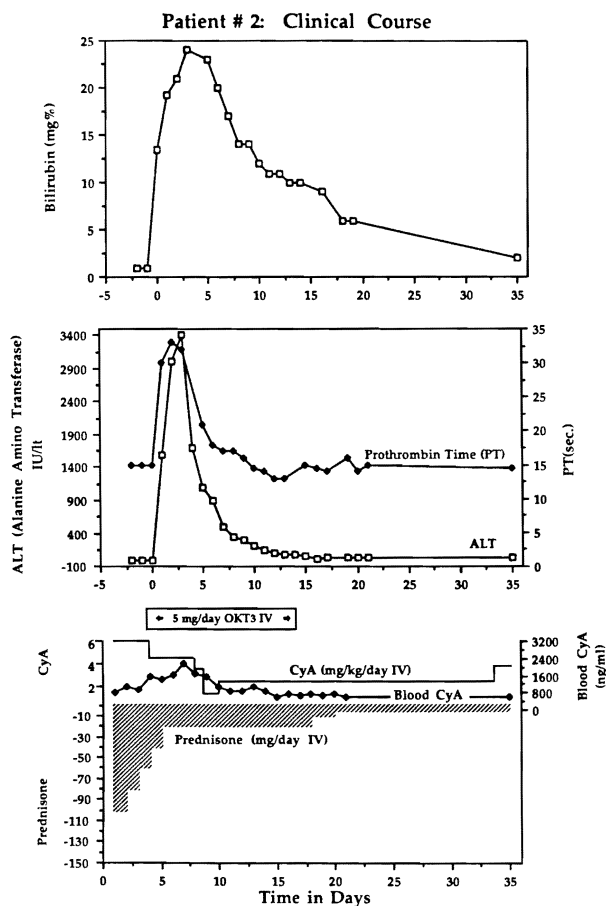 Patient # 2: Clinical Course
25
20
15
10
5
0
Bilirubin (mg%)
-5 0 5 10 15 20 25 30 35
3400
2900
2400
1900
1400
900
400
-100
ALT (Alanine Amino Transferase)
IU/lt
35
30
25
20
15
10
5
0
PT(sec.)
Prothrombin Time (PT)
ALT
-5 0 5 10 15 20 25 30 35
5 mg/day OKT3 IV
6
4
2
CyA
3200
2400
1600
800
0
Blood CyA
(ng/ml)
CyA (mg/kg/day IV)
Blood CyA
Prednisone (mg/day IV)
-10
-30
-50
-70
-90
-110
-130
-150
Prednisone
0 5 10 15 20 25 30 35
Time in Days